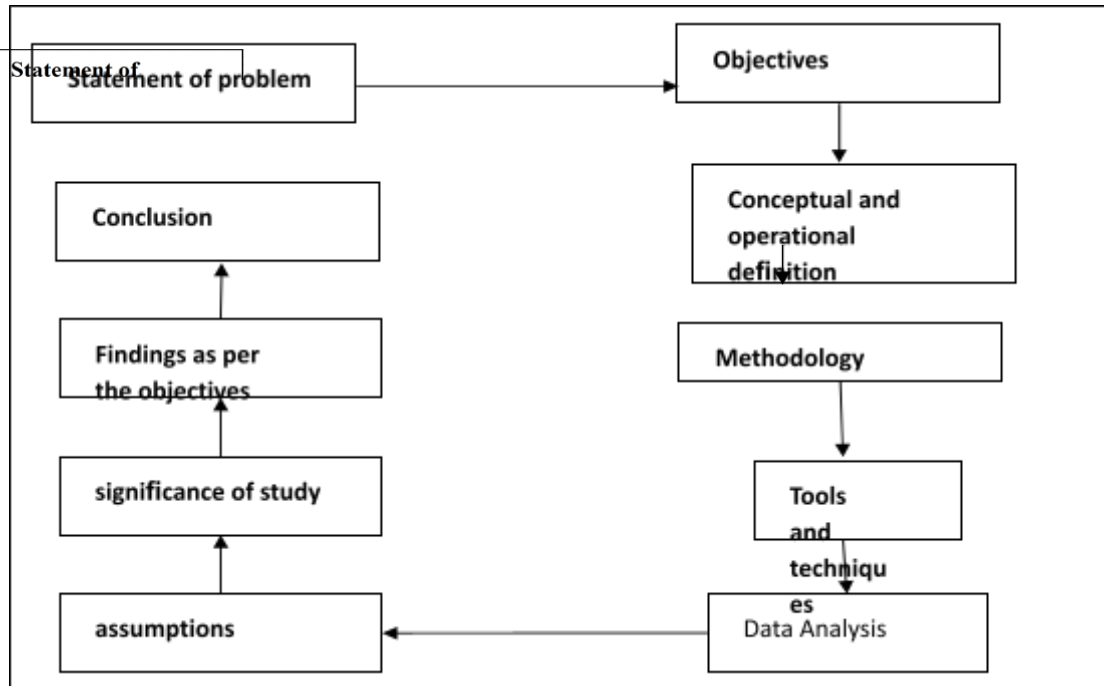 Statement of
Statement of problem
Objectives
Conceptual and
operational
definition
Methodology
Tools
and
techniqu
es
Data Analysis
assumptions
significance of study
Findings as per
the objectives
Conclusion